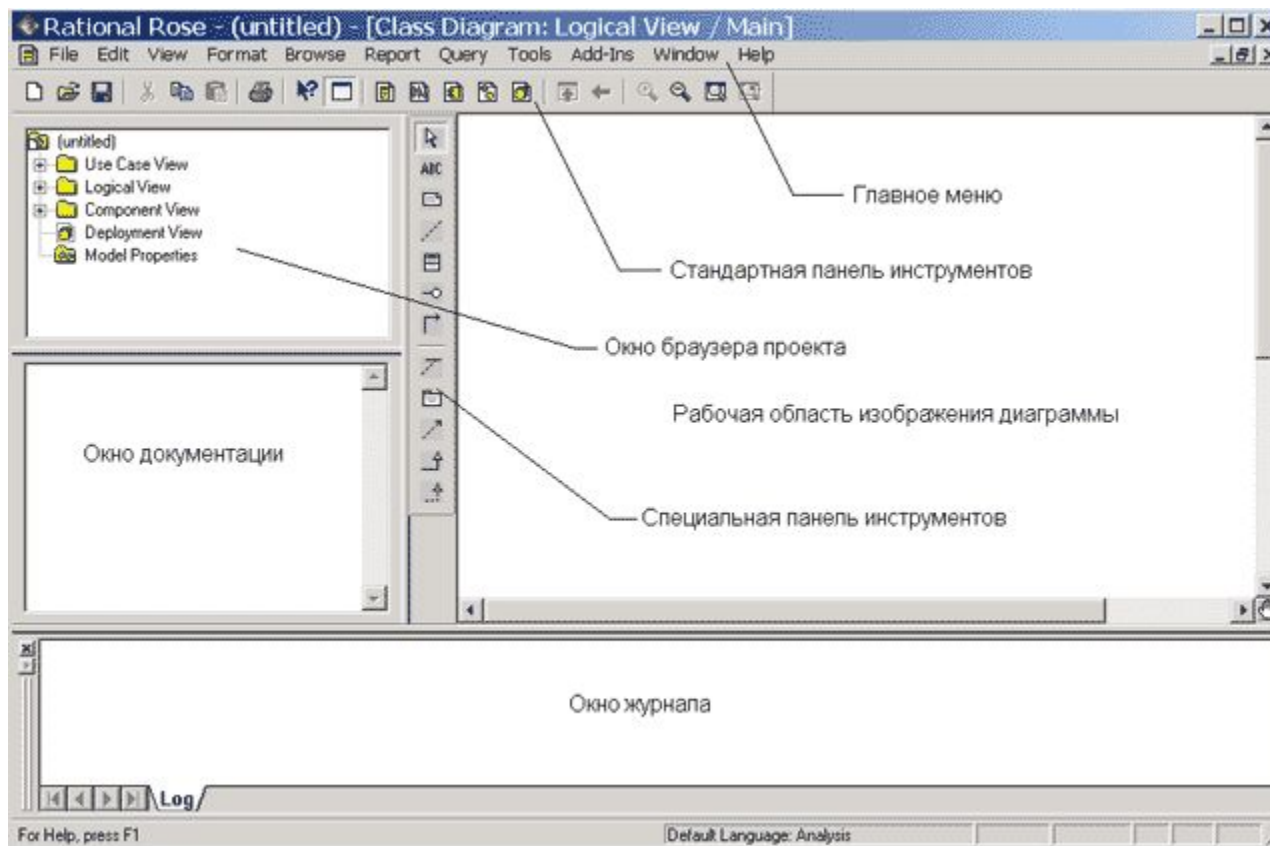 Rational Rose - (untitled) - [Class Diagram: Logical View / Main]
File Edit View Format Browse Report Query Tools Add-Ins Window Help
(untitled)
Use Case View
Logical View
Component View
Deployment View
Model Properties
ABC
Главное меню
Стандартная панель инструментов
Окно браузера проекта
Рабочая область изображения диаграммы
Окно документации
Специальная панель инструментов
Окно журнала
Log
For Help, press F1
Default Language: Analysis